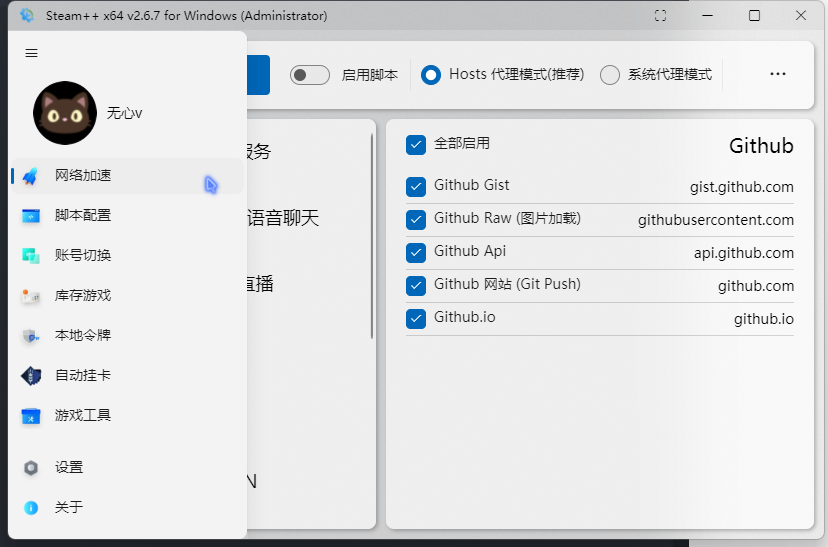 Steam++ x64 v2.6.7 for Windows (Administrator)
无心v
网络加速
脚本配置
账号切换
库存游戏
本地令牌
自动挂卡
游戏工具
设置
关于
启用脚本
Hosts 代理模式(推荐)
系统代理模式
服务
语音聊天
直播
N
全部启用
Github
Github Gist
gist.github.com
Github Raw (图片加载)
githubusercontent.com
Github Api
api.github.com
Github 网站 (Git Push)
github.com
Github.io
github.io